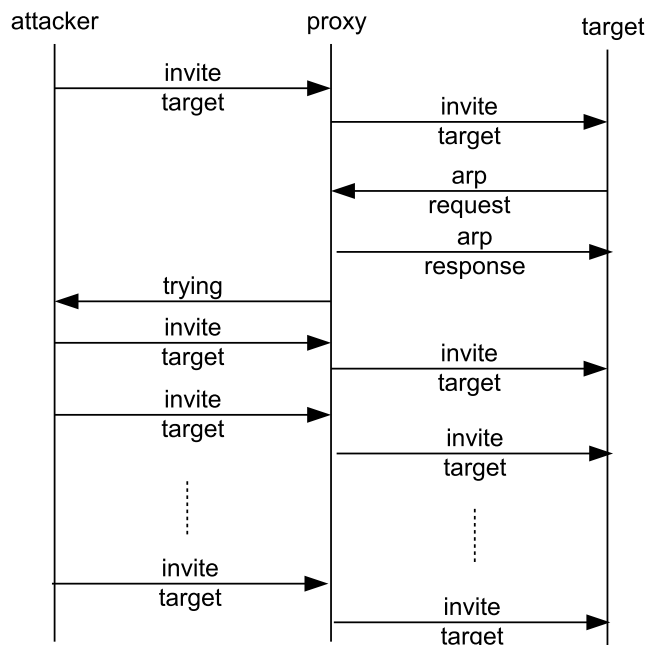 attacker
proxy
target
invite
target
invite
target
arp
request
arp
response
trying
invite
target
invite
target
invite
target
invite
target
invite
target
invite
target